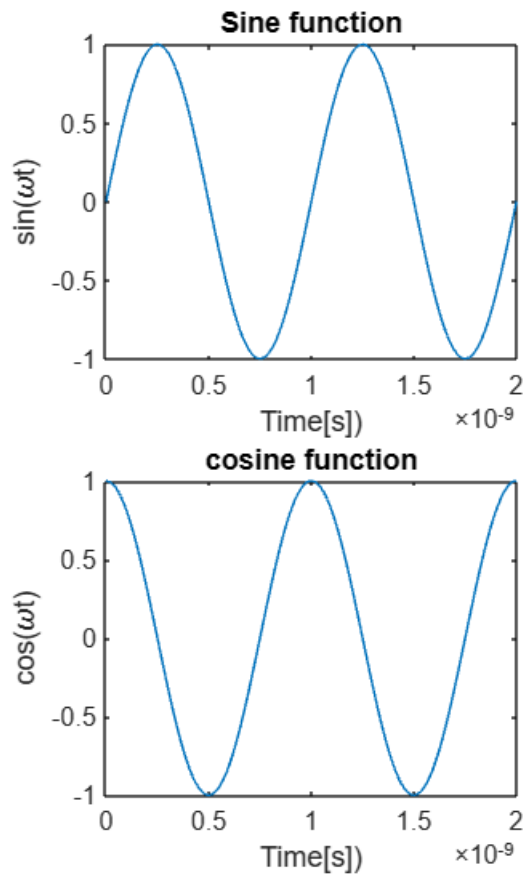 Sine function
1
0.5
0
-0.5
-1
sin(ωt)
0 0.5 1 1.5 2
Time[s])
×10-9
cosine function
1
0.5
0
-0.5
-1
cos(ωt)
0 0.5 1 1.5 2
Time[s])
×10-9